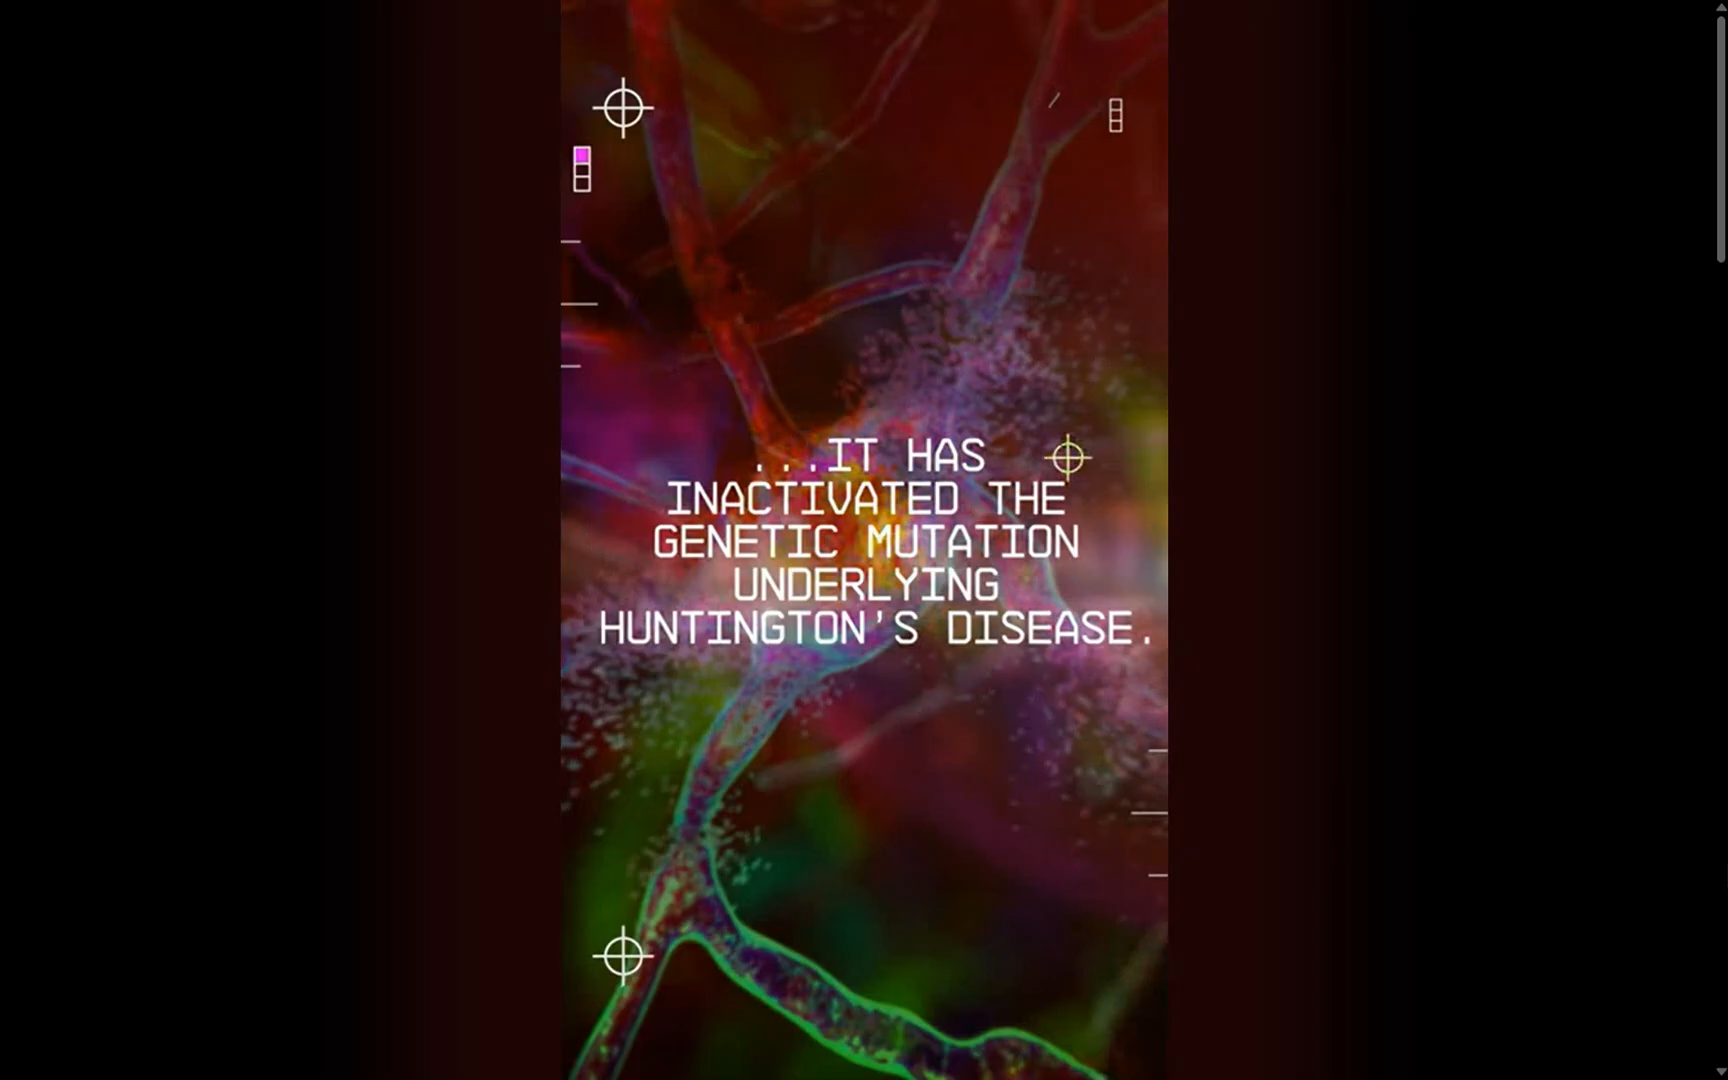 ...IT HAS
INACTIVATED THE
GENETIC MUTATION
UNDERLYING
HUNTINGTON'S DISEASE.